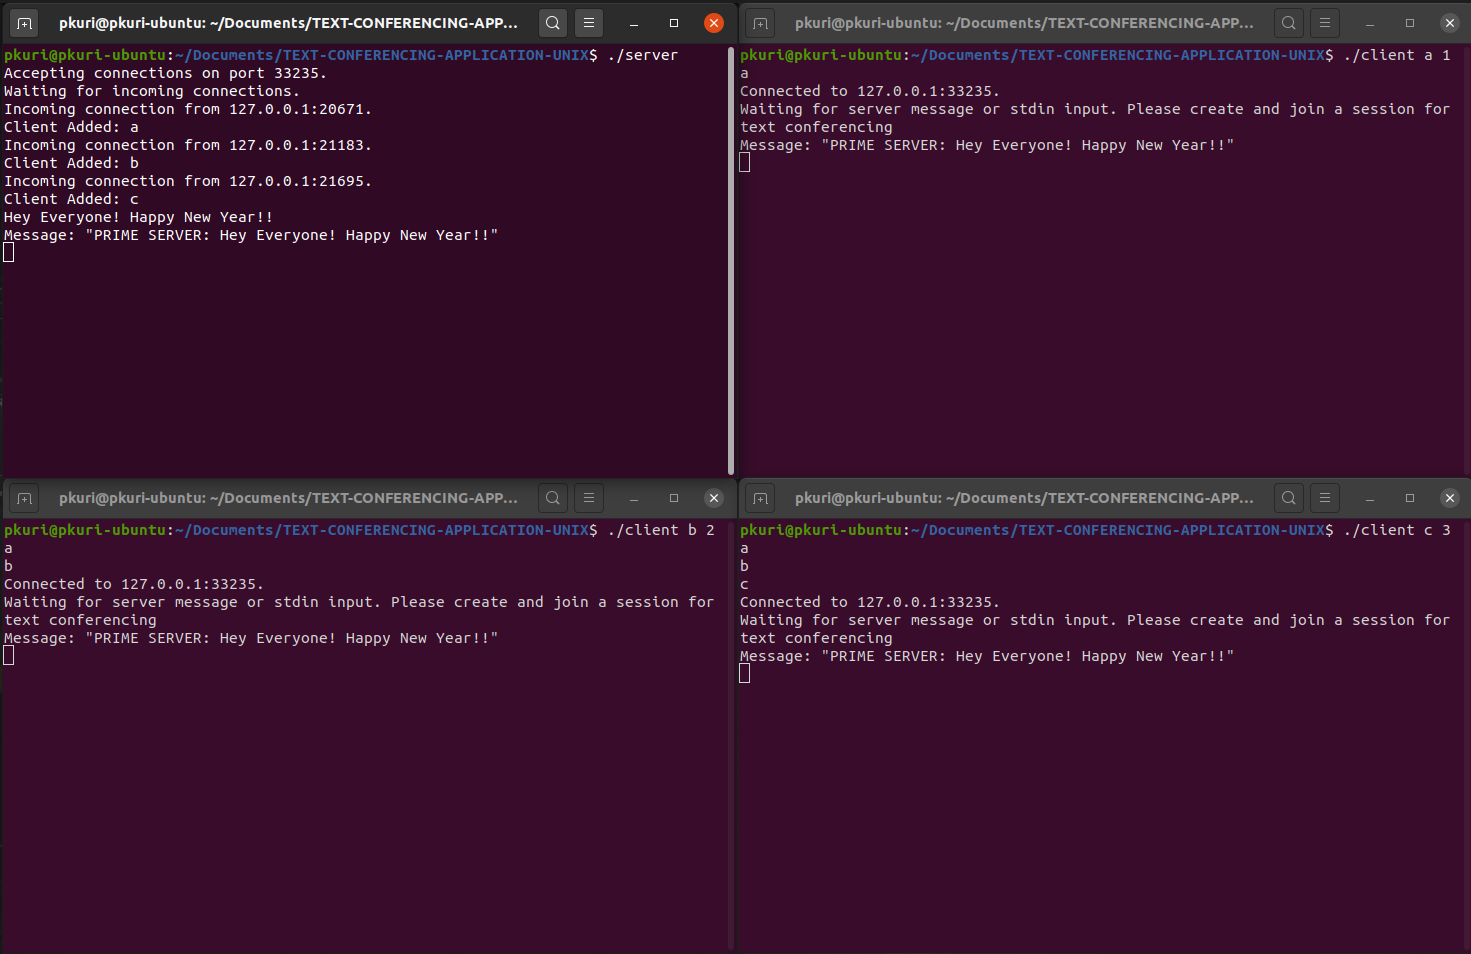 pkuri@pkuri-ubuntu: ~/Documents/TEXT-CONFERENCING-APP...
pkuri@pkuri-ubuntu:~/Documents/TEXT-CONFERENCING-APPLICATION-UNIX$ ./server
Accepting connections on port 33235.
Waiting for incoming connections.
Incoming connection from 127.0.0.1:20671.
Client Added: a
Incoming connection from 127.0.0.1:21183.
Client Added: b
Incoming connection from 127.0.0.1:21695.
Client Added: c
Hey Everyone! Happy New Year!!
Message: "PRIME SERVER: Hey Everyone! Happy New Year!!"
pkuri@pkuri-ubuntu: ~/Documents/TEXT-CONFERENCING-APP...
pkuri@pkuri-ubuntu:~/Documents/TEXT-CONFERENCING-APPLICATION-UNIX$ ./client a 1
a
Connected to 127.0.0.1:33235.
Waiting for server message or stdin input. Please create and join a session for
text conferencing
Message: "PRIME SERVER: Hey Everyone! Happy New Year!!"
pkuri@pkuri-ubuntu: ~/Documents/TEXT-CONFERENCING-APP...
pkuri@pkuri-ubuntu:~/Documents/TEXT-CONFERENCING-APPLICATION-UNIX$ ./client b 2
a
b
Connected to 127.0.0.1:33235.
Waiting for server message or stdin input. Please create and join a session for
text conferencing
Message: "PRIME SERVER: Hey Everyone! Happy New Year!!"
pkuri@pkuri-ubuntu: ~/Documents/TEXT-CONFERENCING-APP...
pkuri@pkuri-ubuntu:~/Documents/TEXT-CONFERENCING-APPLICATION-UNIX$ ./client c 3
a
b
c
Connected to 127.0.0.1:33235.
Waiting for server message or stdin input. Please create and join a session for
text conferencing
Message: "PRIME SERVER: Hey Everyone! Happy New Year!!"